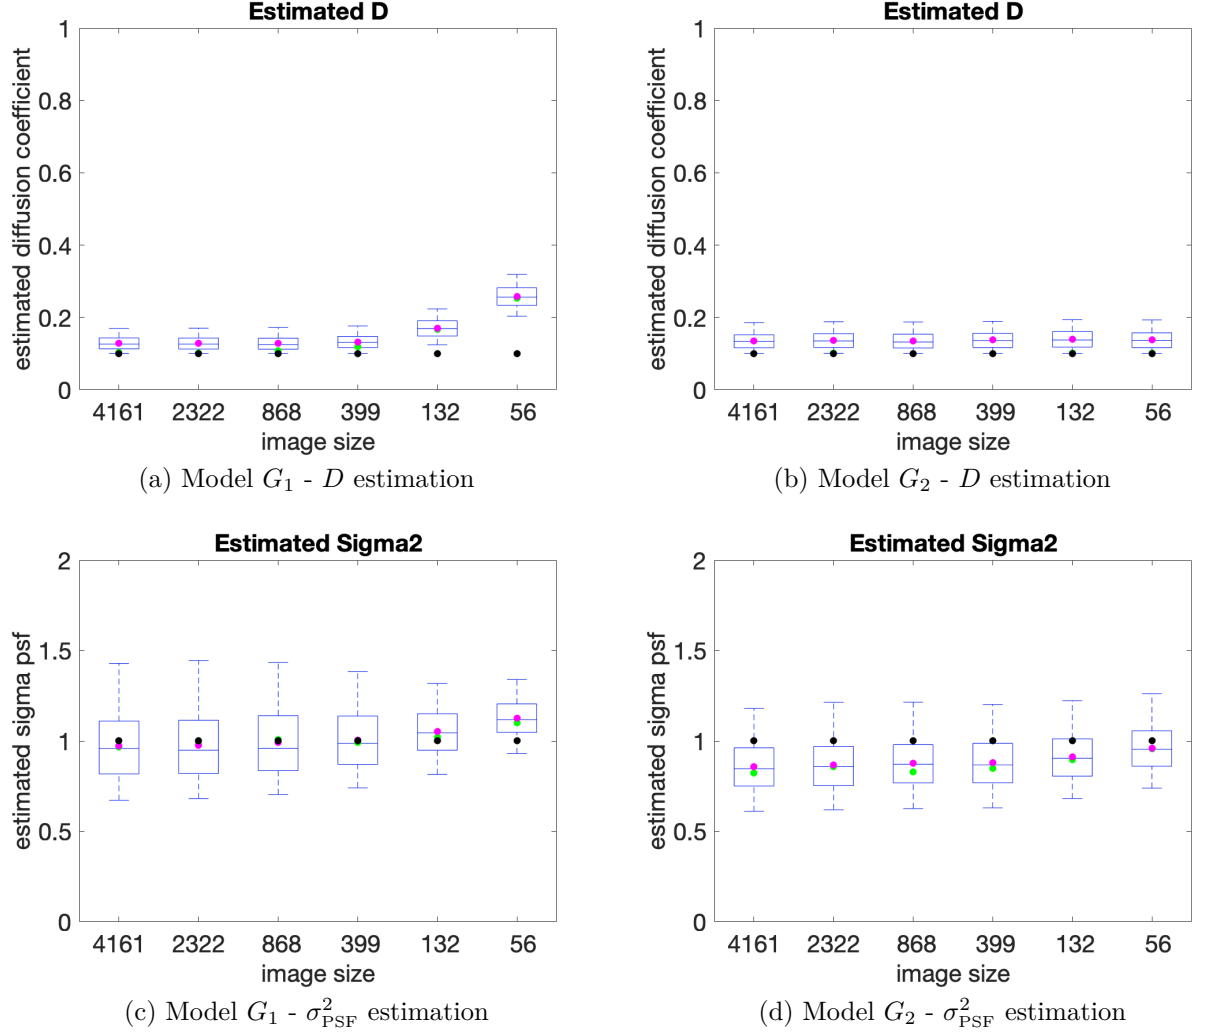 Estimated D
1
0.8
0.6
0.4
0.2
0
estimated diffusion coefficient
4161 2322 868 399 132 56
image size
(a) Model G₁ - D estimation
Estimated D
1
0.8
0.6
0.4
0.2
0
estimated diffusion coefficient
4161 2322 868 399 132 56
image size
(b) Model G₂ - D estimation
Estimated Sigma2
2
1.5
1
0.5
0
estimated sigma psf
4161 2322 868 399 132 56
image size
(c) Model G₁ - σ²_PSF estimation
Estimated Sigma2
2
1.5
1
0.5
0
estimated sigma psf
4161 2322 868 399 132 56
image size
(d) Model G₂ - σ²_PSF estimation